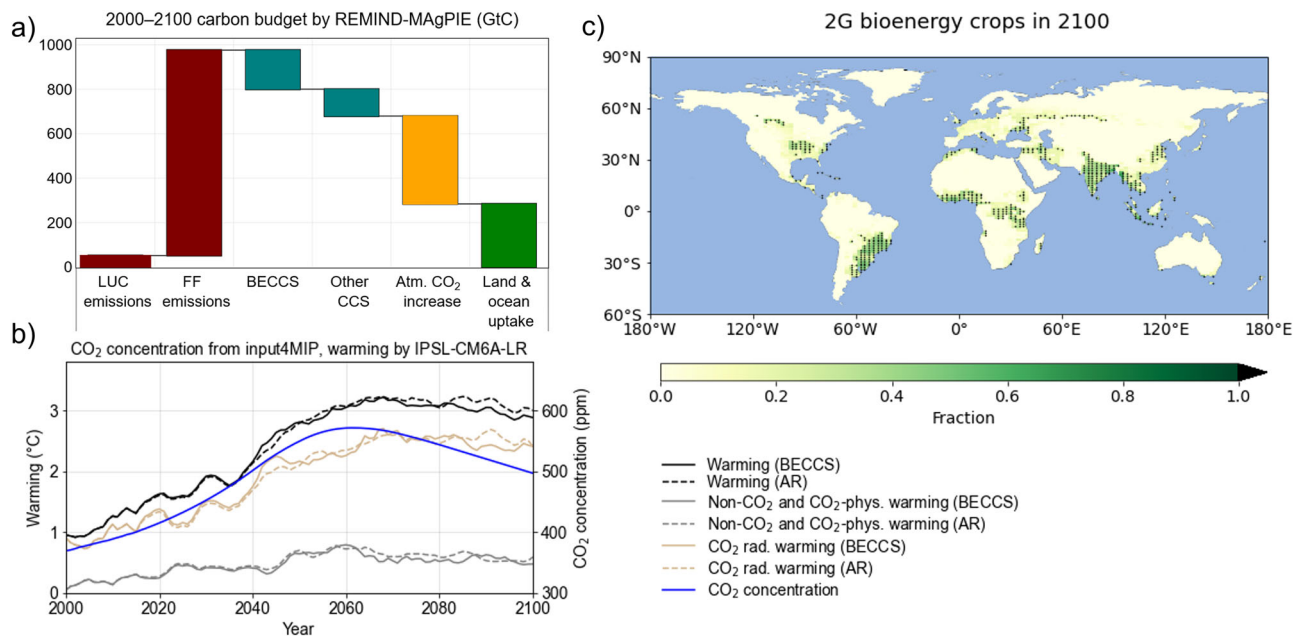 a)
2000–2100 carbon budget by REMIND-MAgPIE (GtC)
1000
800
600
400
200
0
LUC
emissions
FF
emissions
BECCS
Other
CCS
Atm. CO₂
increase
Land &
ocean
uptake
b)
CO₂ concentration from input4MIP, warming by IPSL-CM6A-LR
Warming (°C)
3
2
1
0
600
500
400
300
CO₂ concentration (ppm)
2000
2020
2040
2060
2080
2100
Year
c)
2G bioenergy crops in 2100
90°N
60°N
30°N
0°
30°S
60°S
180°W
120°W
60°W
0°
60°E
120°E
180°E
0.0
0.2
0.4
0.6
0.8
1.0
Fraction
Warming (BECCS)
Warming (AR)
Non-CO₂ and CO₂-phys. warming (BECCS)
Non-CO₂ and CO₂-phys. warming (AR)
CO₂ rad. warming (BECCS)
CO₂ rad. warming (AR)
CO₂ concentration